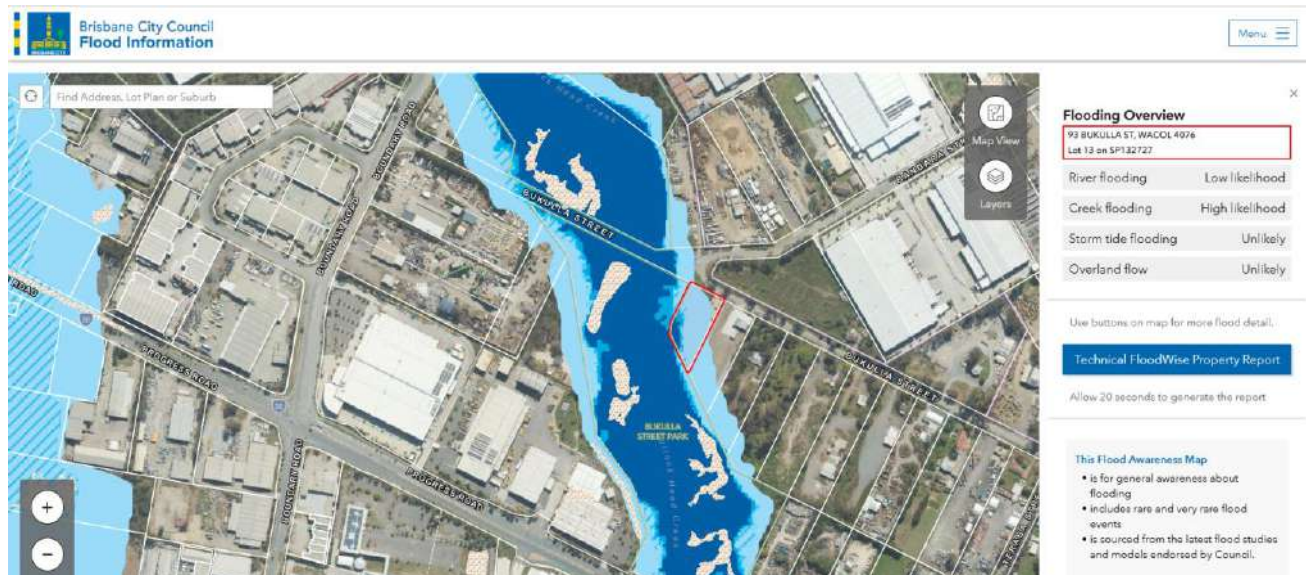 Brisbane City Council
Flood Information
Menu
Find Address, Lot Plan or Suburb
Map View
Layers
BOUNDARY ROAD
BOUNDARY ROAD
BUKULLA STREET
BUKULLA STREET
PROGRESS ROAD
PROGRESS ROAD
BOUNDARY ROAD
ROAD
BUKULLA
STREET PARK
+
−
×
Flooding Overview
93 BUKULLA ST, WACOL 4076
Lot 13 on SP132727
River flooding Low likelihood
Creek flooding High likelihood
Storm tide flooding Unlikely
Overland flow Unlikely
Use buttons on map for more flood detail.
Technical FloodWise Property Report
Allow 20 seconds to generate the report
This Flood Awareness Map
• is for general awareness about
flooding
• includes rare and very rare flood
events
• is sourced from the latest flood studies
and models endorsed by Council.